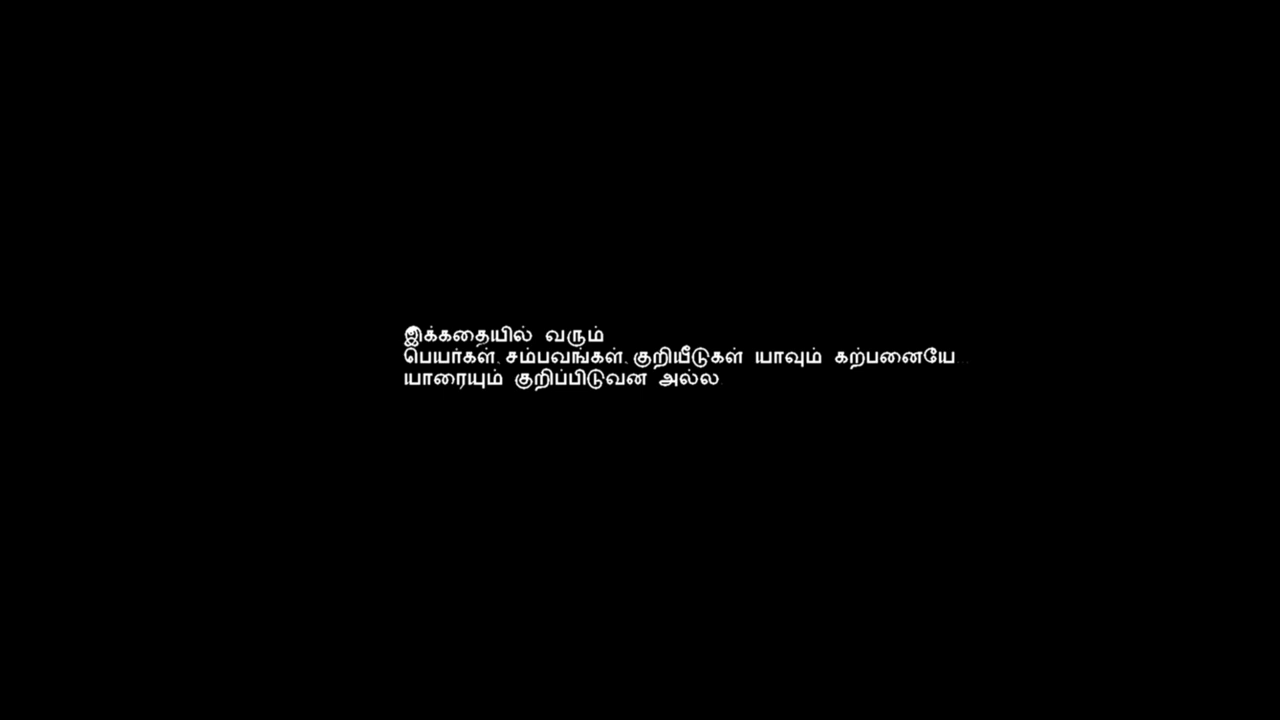 இக்கதையில் வரும்
பெயர்கள், சம்பவங்கள், குறியீடுகள் யாவும் கற்பனையே...
யாரையும் குறிப்பிடுவன அல்ல